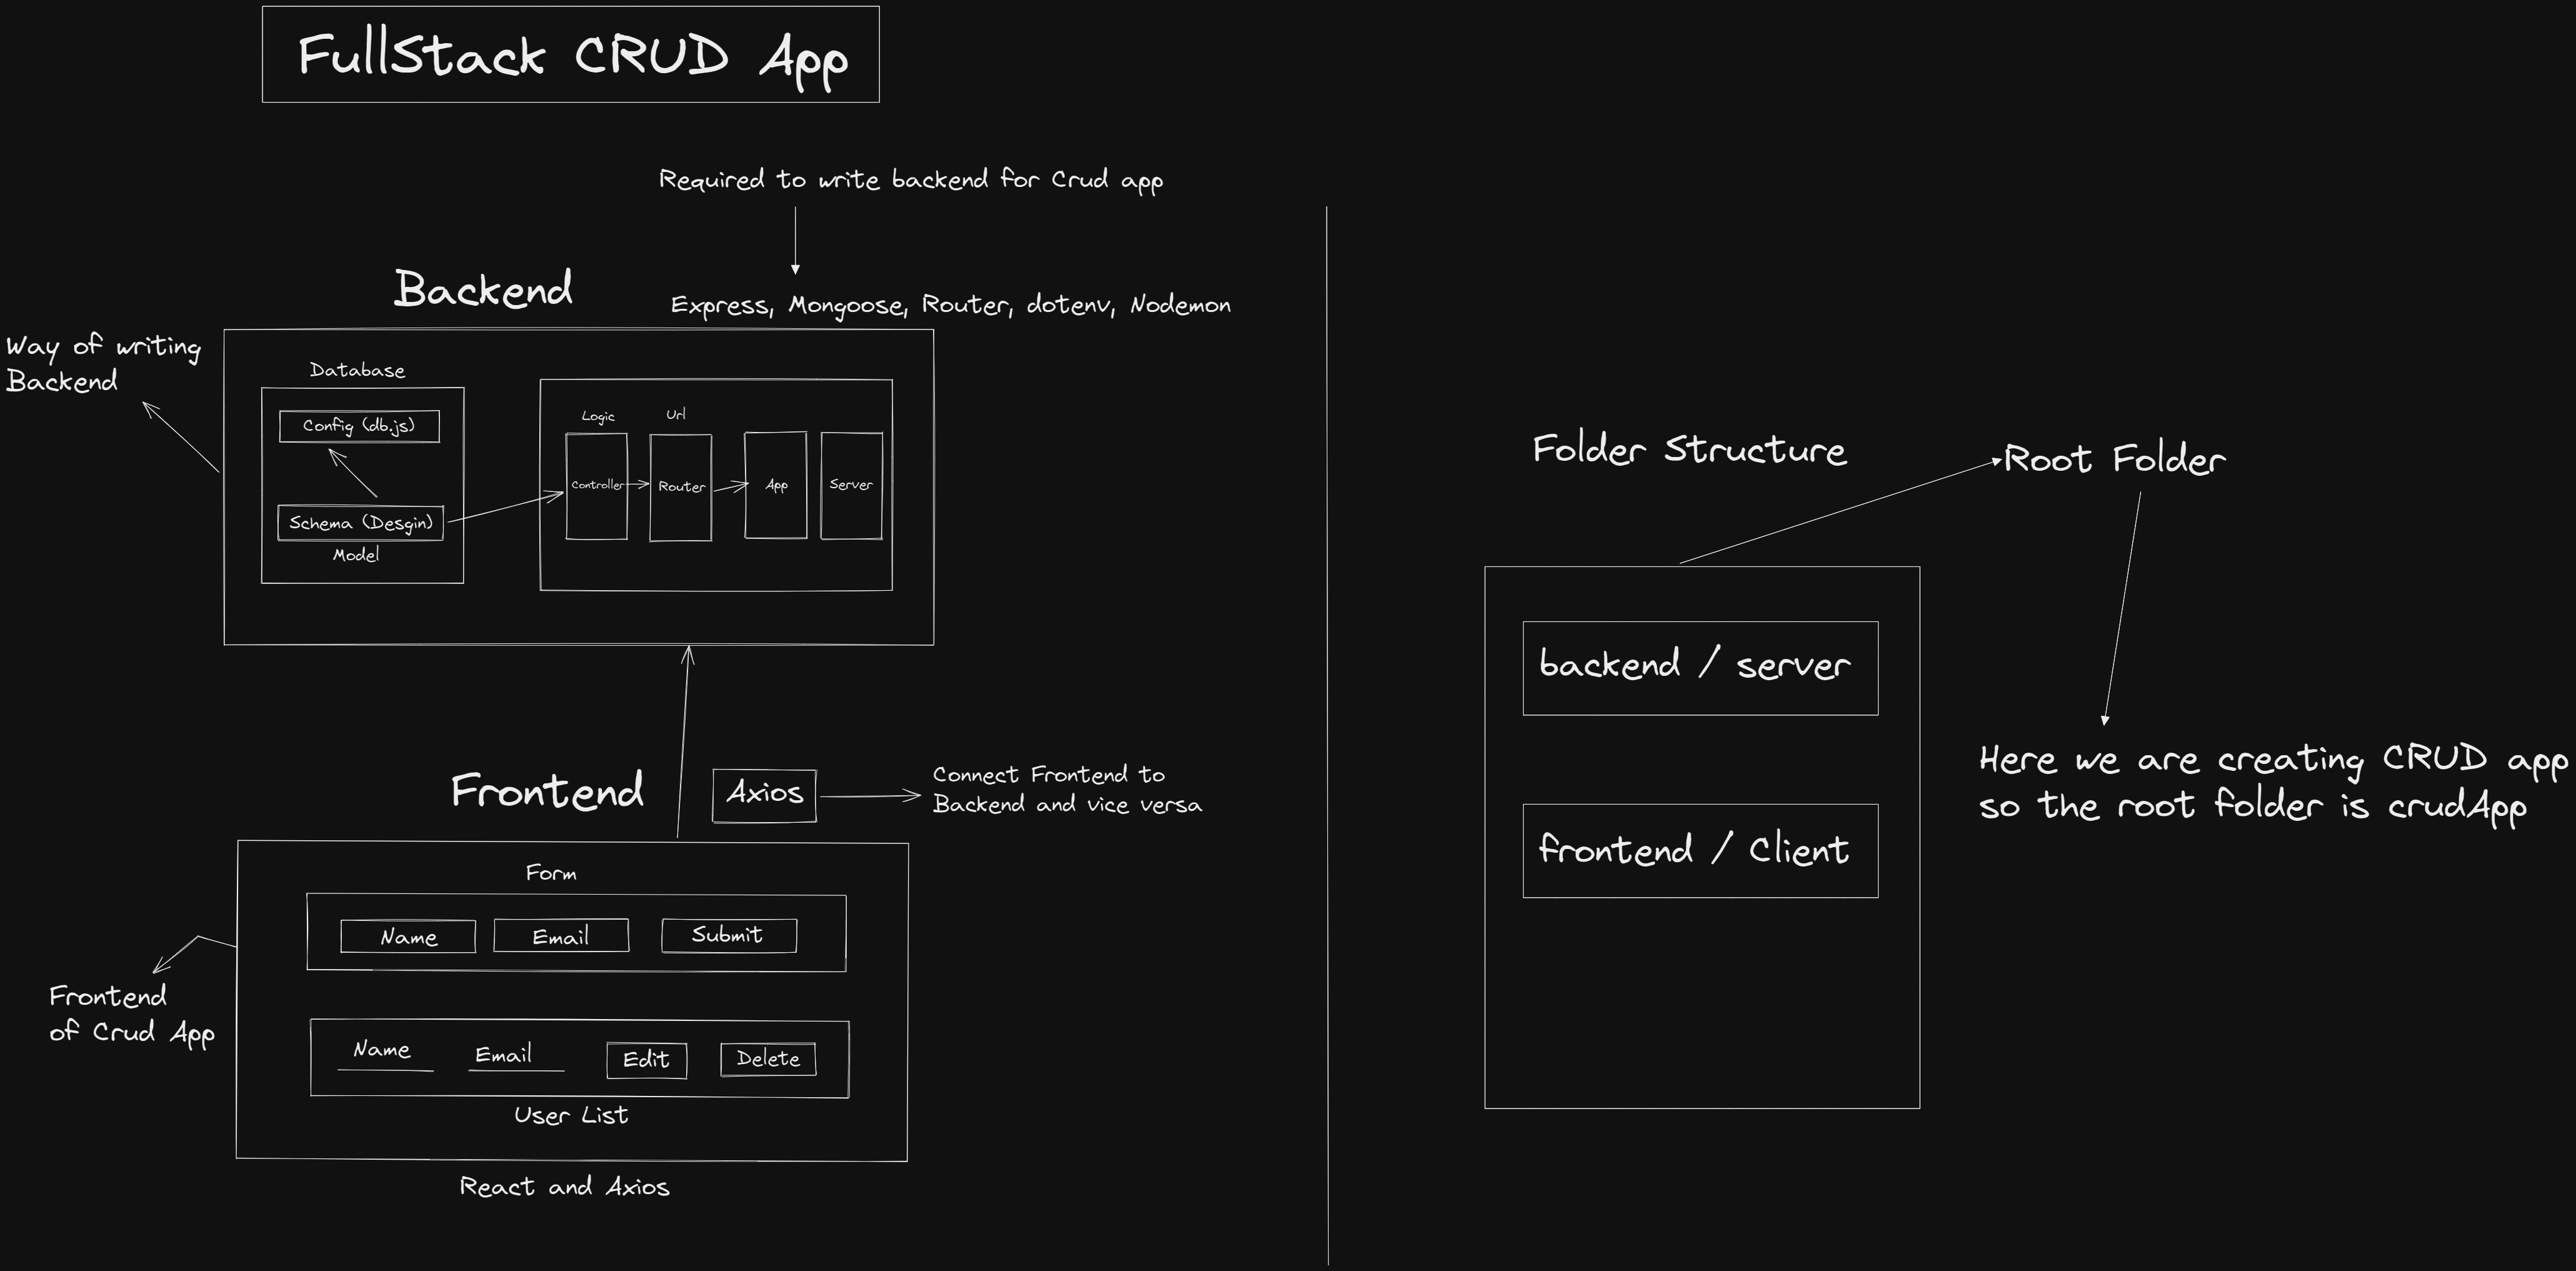 FullStack CRUD App
Required to write backend for Crud app
Backend
Express, Mongoose, Router, dotenv, Nodemon
Way of writing
Backend
Database
Config (db.js)
Schema (Desgin)
Model
Logic
Url
Controller
Router
App
Server
Frontend
Axios
Connect Frontend to
Backend and vice versa
Form
Name
Email
Submit
Frontend
of Crud App
Name
Email
Edit
Delete
User List
React and Axios
Folder Structure
Root Folder
backend / server
frontend / Client
Here we are creating CRUD app
so the root folder is crudApp